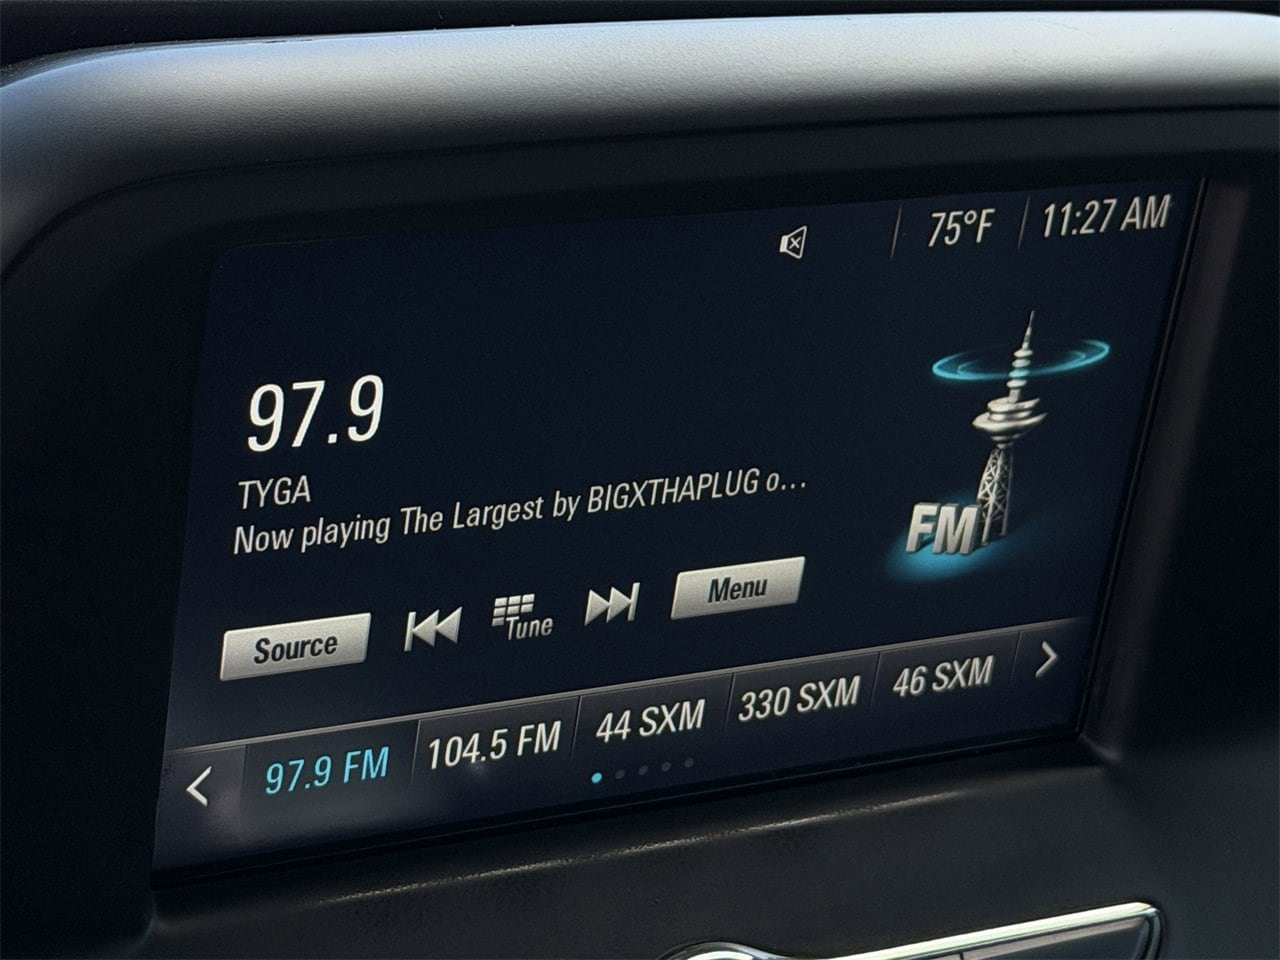 75°F 11:27 AM
97.9
TYGA
Now playing The Largest by BIGXTHAPLUG o...
FM
Source Tune Menu
97.9 FM 104.5 FM 44 SXM 330 SXM 46 SXM